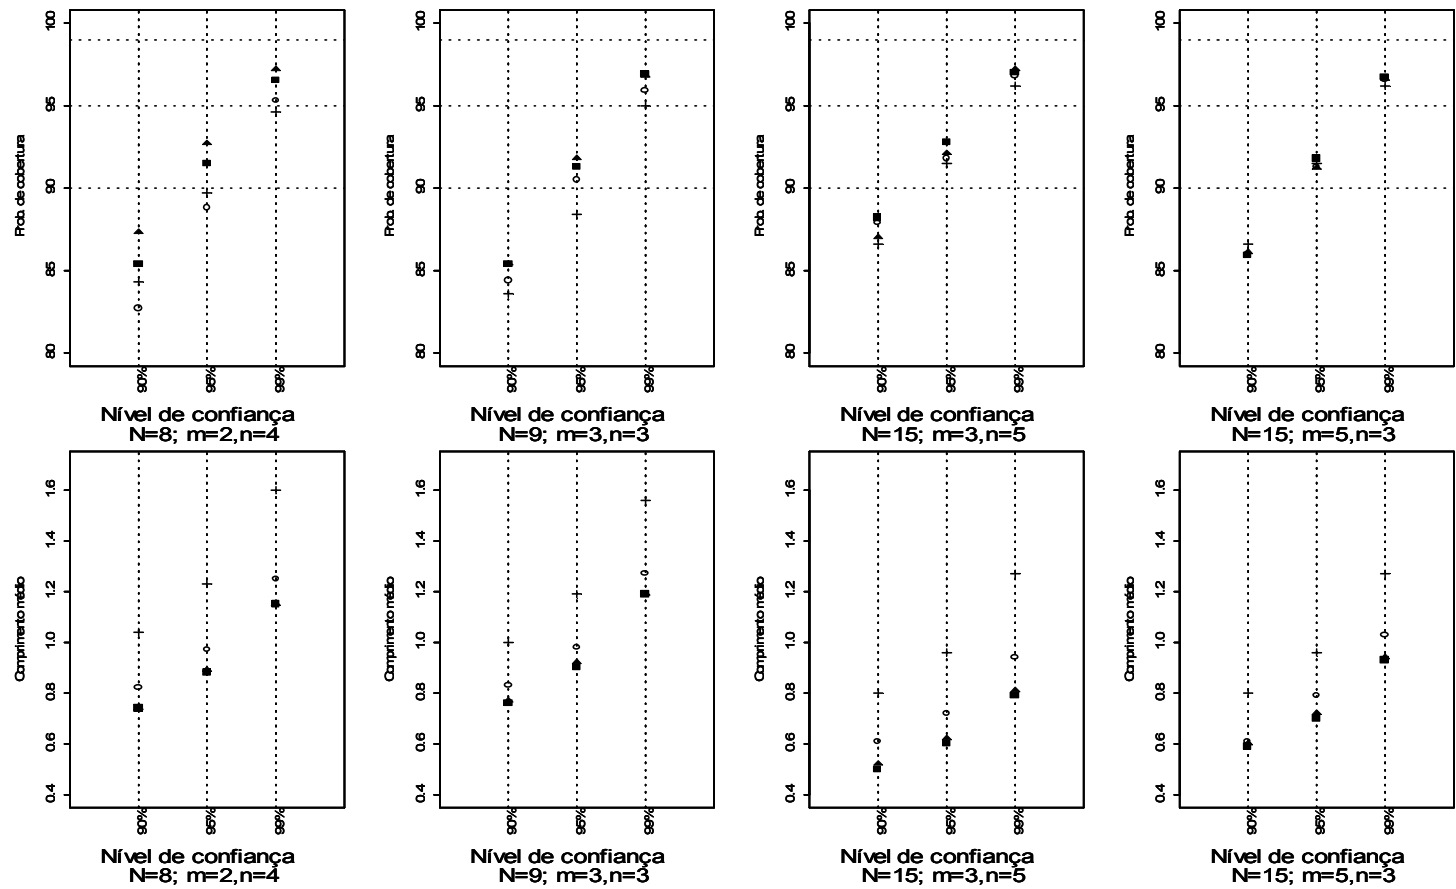 Prob. de cobertura
80 85 90 95 100
90% 95% 99%
Nível de confiança
N=8; m=2,n=4
Prob. de cobertura
80 85 90 95 100
90% 95% 99%
Nível de confiança
N=9; m=3,n=3
Prob. de cobertura
80 85 90 95 100
90% 95% 99%
Nível de confiança
N=15; m=3,n=5
Prob. de cobertura
80 85 90 95 100
90% 95% 99%
Nível de confiança
N=15; m=5,n=3
Comprimento médio
0.4 0.6 0.8 1.0 1.2 1.4 1.6
90% 95% 99%
Nível de confiança
N=8; m=2,n=4
Comprimento médio
0.4 0.6 0.8 1.0 1.2 1.4 1.6
90% 95% 99%
Nível de confiança
N=9; m=3,n=3
Comprimento médio
0.4 0.6 0.8 1.0 1.2 1.4 1.6
90% 95% 99%
Nível de confiança
N=15; m=3,n=5
Comprimento médio
0.4 0.6 0.8 1.0 1.2 1.4 1.6
90% 95% 99%
Nível de confiança
N=15; m=5,n=3